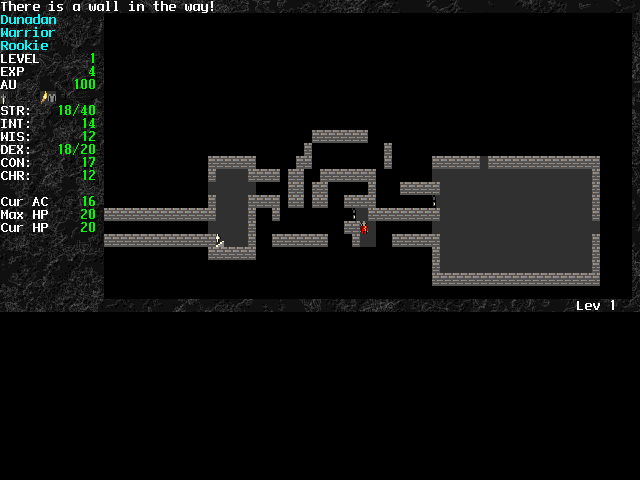 There is a wall in the way!
Dunadan
Warrior
Rookie
LEVEL 1
EXP 4
AU 100
STR: 18/40
INT: 14
WIS: 12
DEX: 18/20
CON: 17
CHR: 12
Cur AC 16
Max HP 20
Cur HP 20
Lev 1